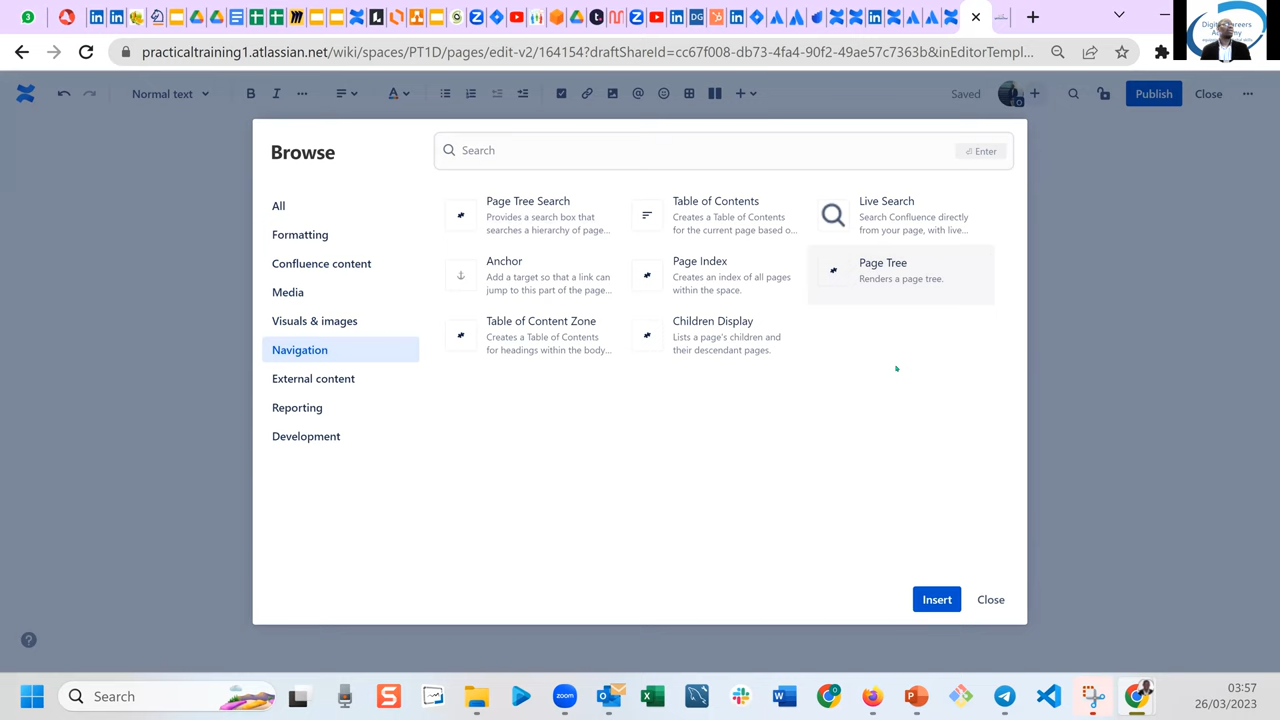 practicaltraining1.atlassian.net/wiki/spaces/PT1D/pages/edit-v2/164154?draftShareId=cc67f008-db73-4fa4-90f2-49ae57c7363b&inEditorTempl...
Normal text
B I
Saved
Publish
Close
Browse
Search
Enter
All
Formatting
Confluence content
Media
Visuals & images
Navigation
External content
Reporting
Development
Page Tree Search
Provides a search box that
searches a hierarchy of page...
Table of Contents
Creates a Table of Contents
for the current page based o...
Live Search
Search Confluence directly
from your page, with live...
Anchor
Add a target so that a link can
jump to this part of the page...
Page Index
Creates an index of all pages
within the space.
Page Tree
Renders a page tree.
Table of Content Zone
Creates a Table of Contents
for headings within the body...
Children Display
Lists a page's children and
their descendant pages.
Insert
Close
Search
zoom
03:57
26/03/2023